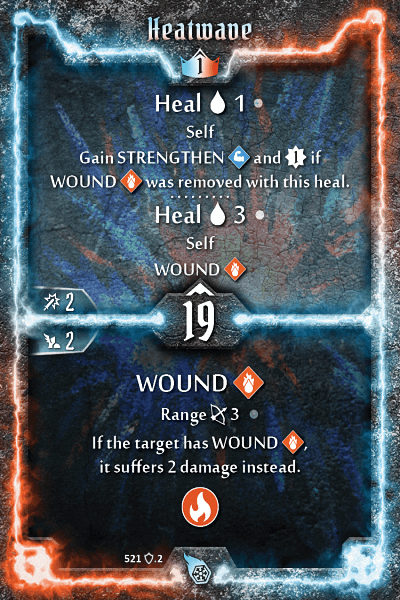 Heatwave
1
Heal 1
Self
Gain STRENGTHEN and 1 if
WOUND was removed with this heal.
Heal 3
Self
WOUND
2
19
2
WOUND
Range 3
If the target has WOUND ,
it suffers 2 damage instead.
521 .2